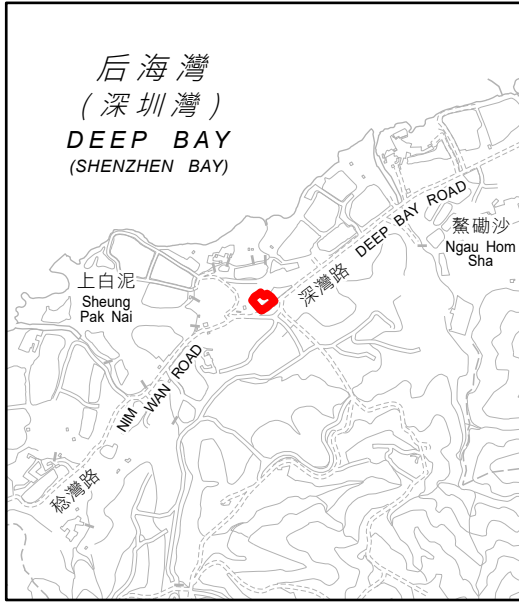 后海灣
(深圳灣)
DEEP BAY
(SHENZHEN BAY)
DEEP BAY ROAD
深灣路
鰲磡沙
Ngau Hom
Sha
上白泥
Sheung
Pak Nai
NIM WAN ROAD
稔灣路